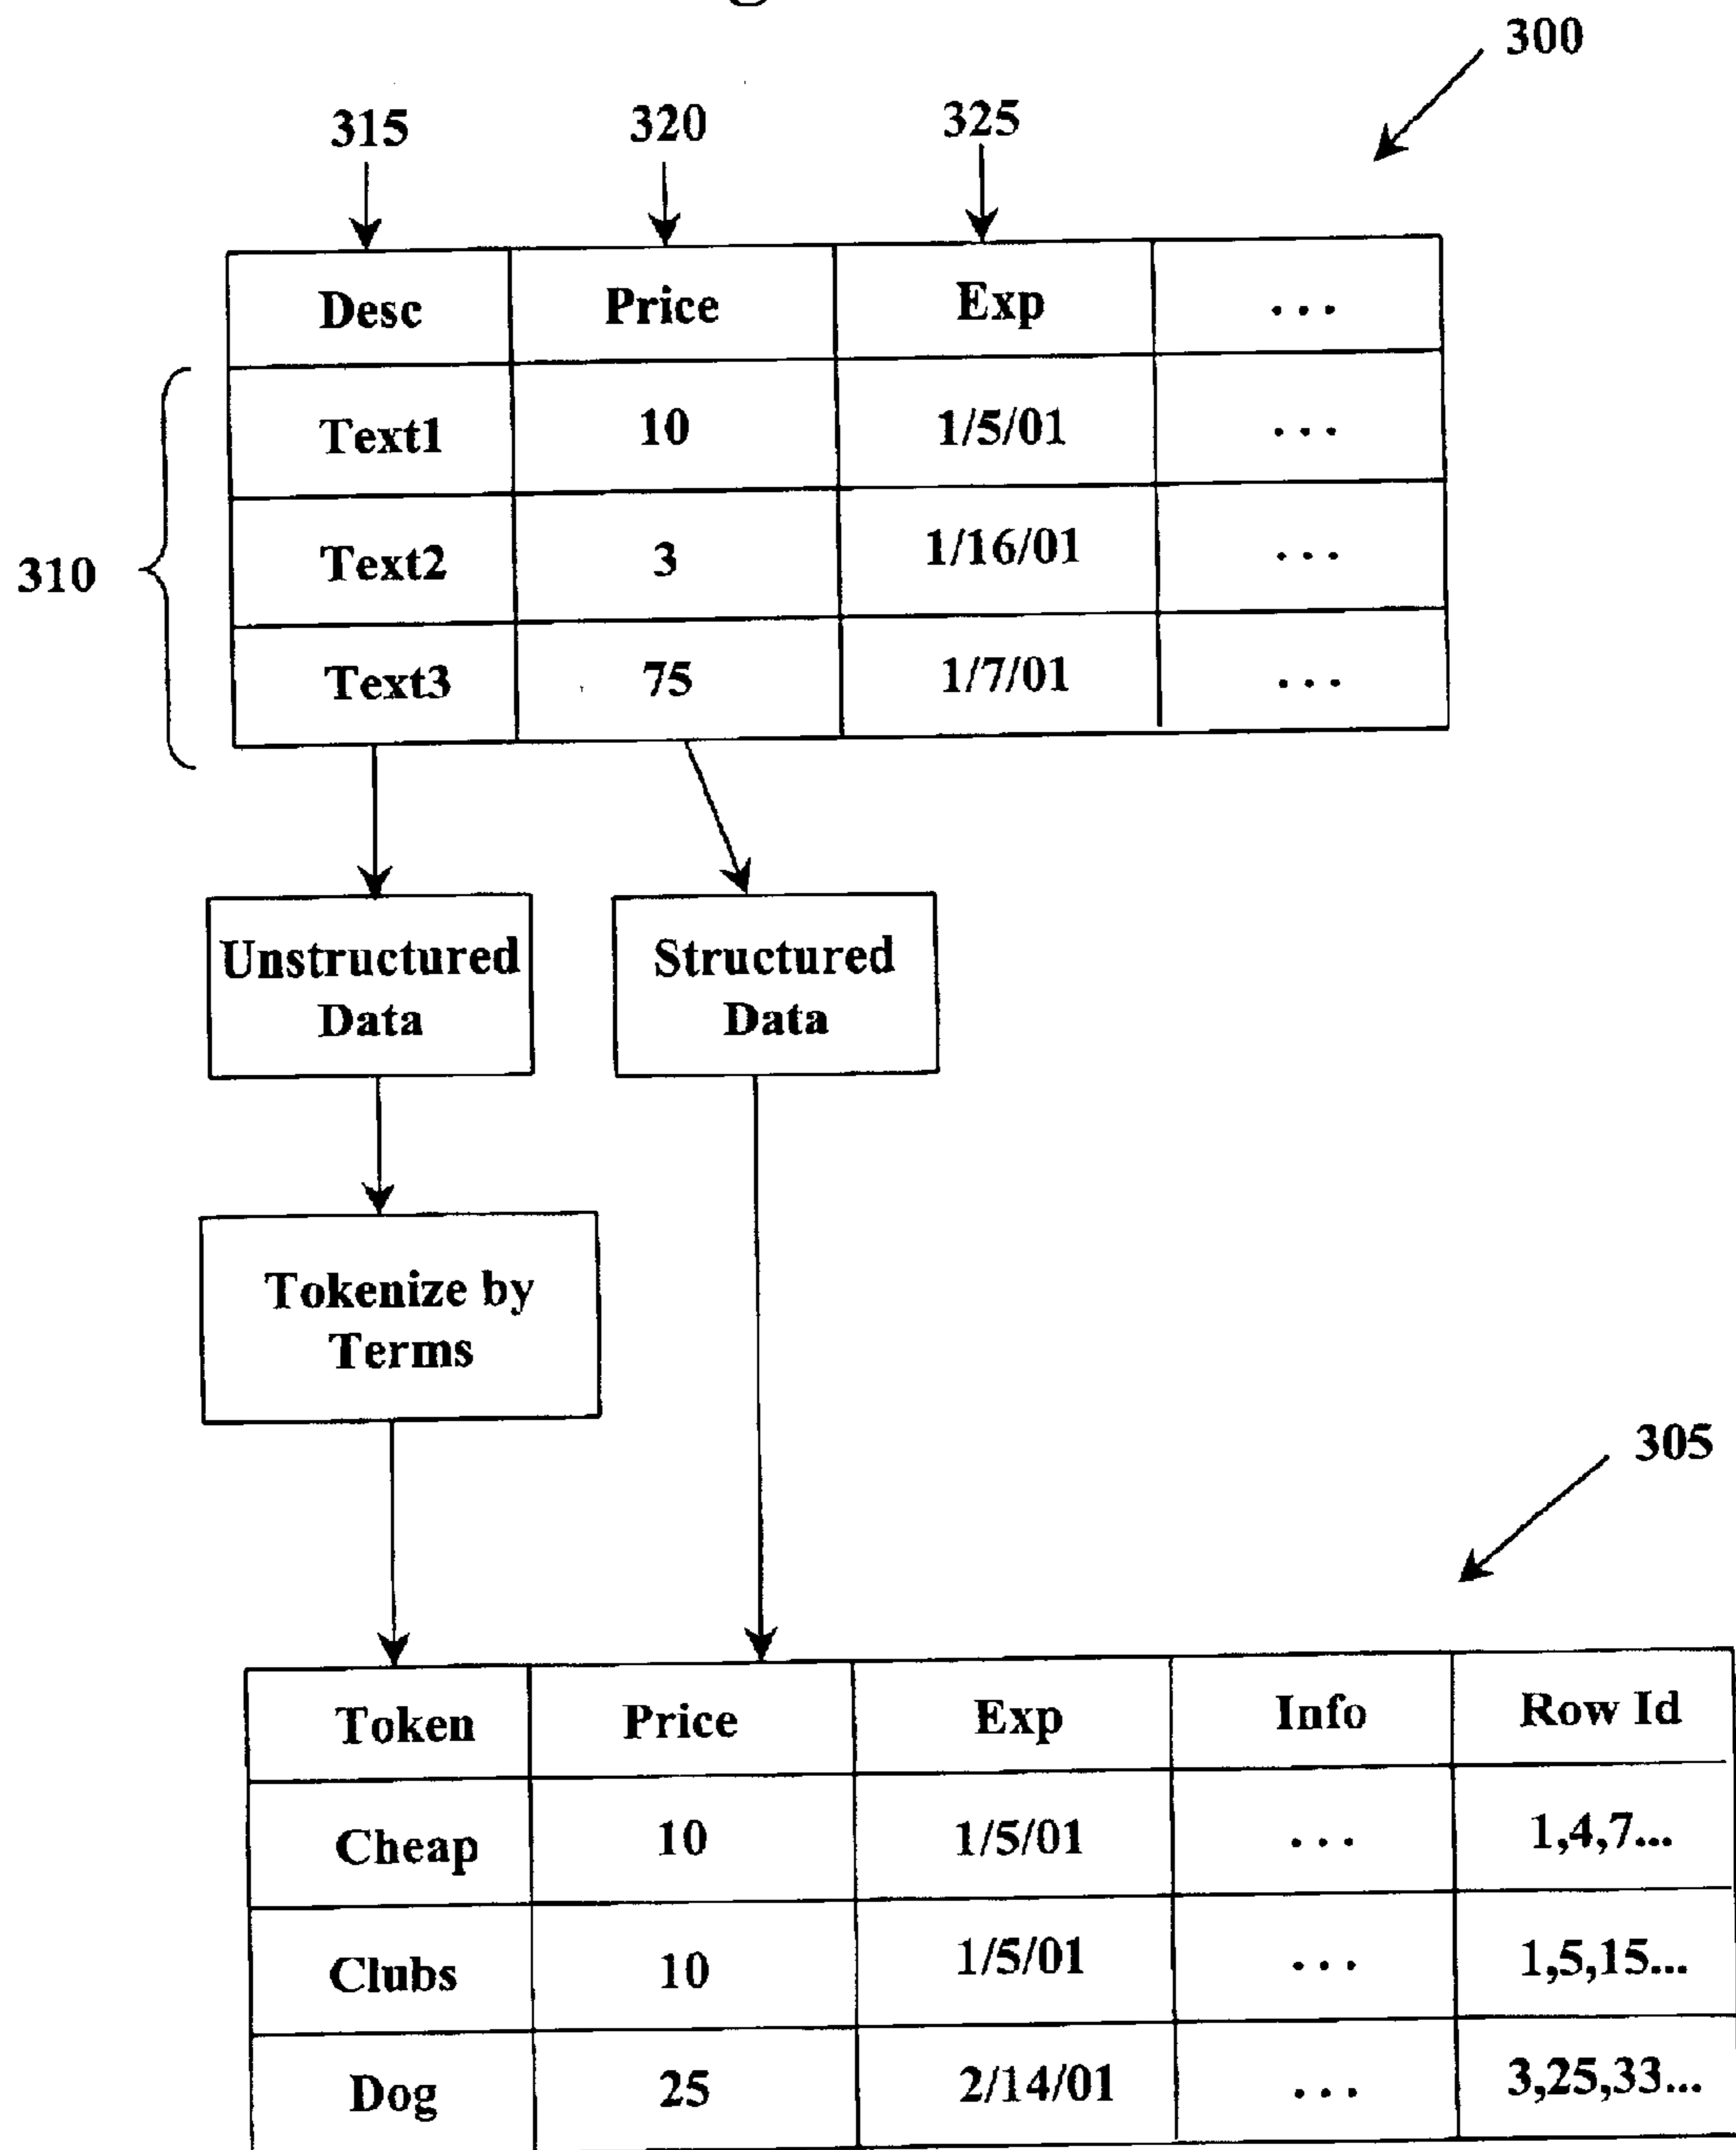 300
315 320 325
Desc Price Exp ...
Text1 10 1/5/01 ...
310
Text2 3 1/16/01 ...
Text3 75 1/7/01 ...
Unstructured
Data
Structured
Data
Tokenize by
Terms
305
Token Price Exp Info Row Id
Cheap 10 1/5/01 ... 1,4,7...
Clubs 10 1/5/01 ... 1,5,15...
Dog 25 2/14/01 ... 3,25,33...